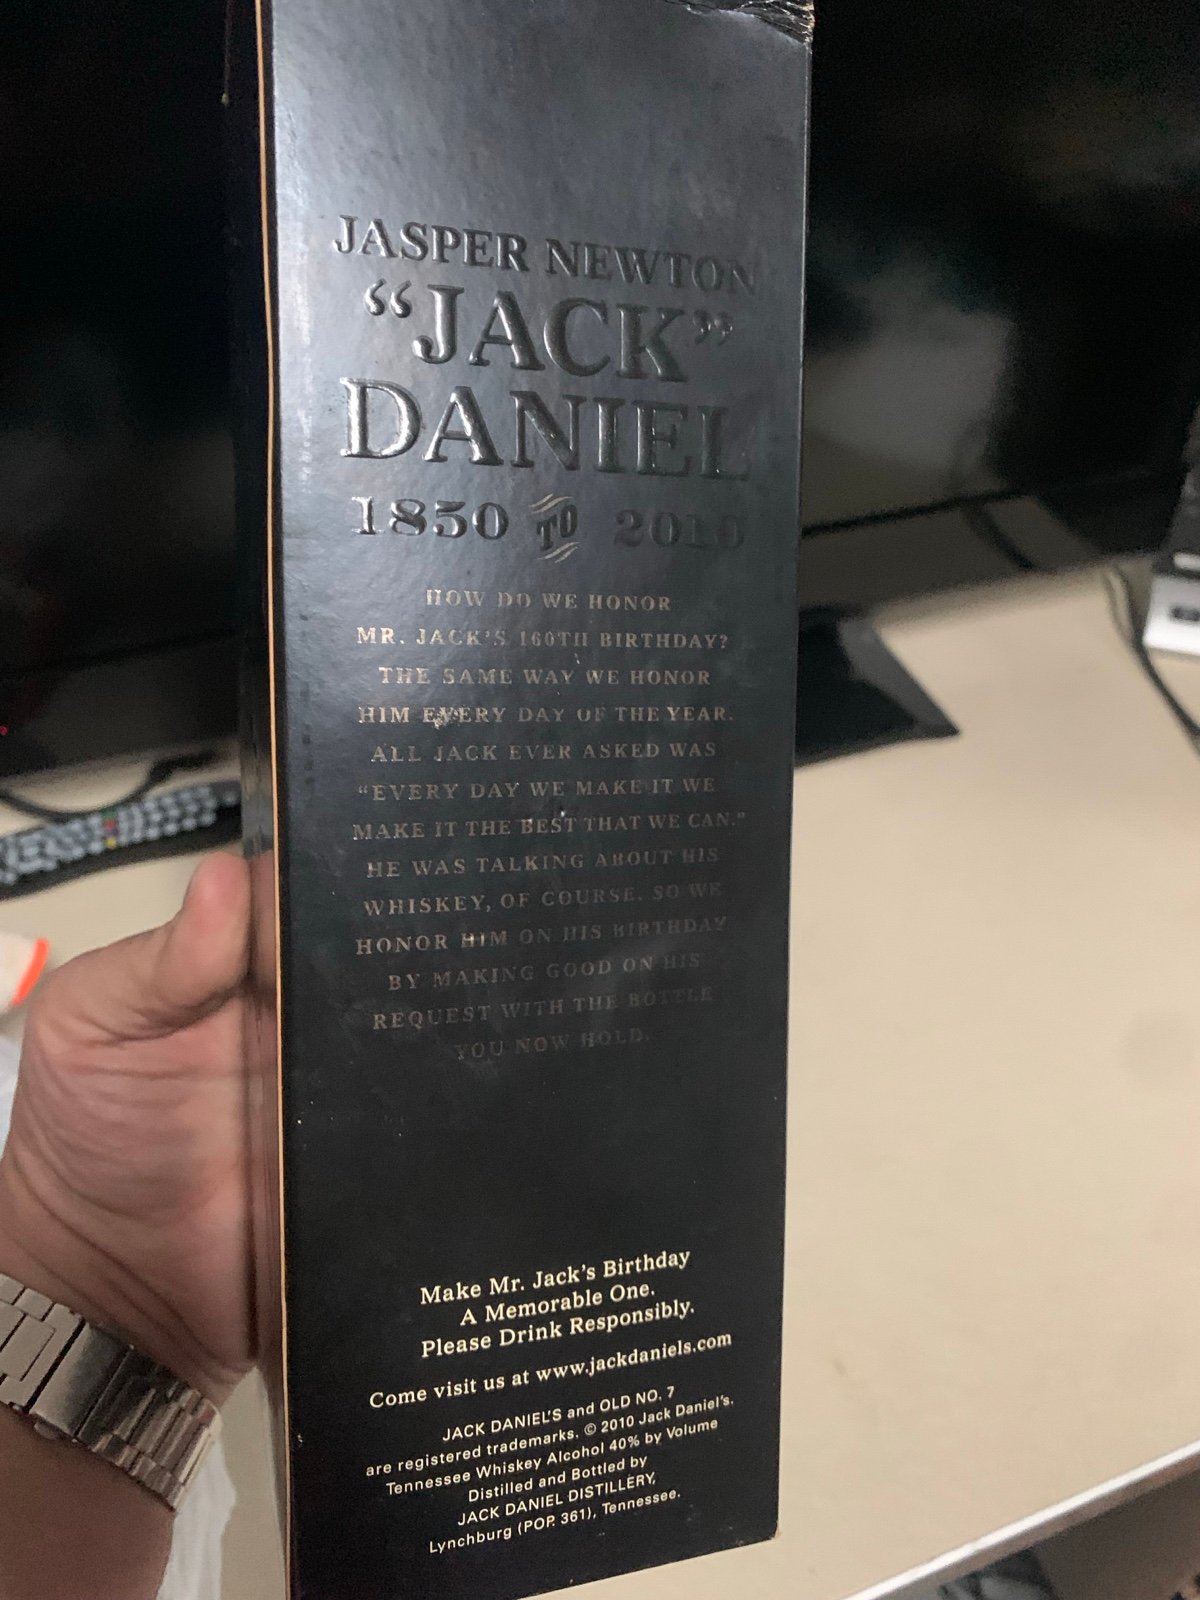 JASPER NEWTON
“JACK”
DANIEL
1850 TO 2010
HOW DO WE HONOR
MR. JACK'S 160TH BIRTHDAY?
THE SAME WAY WE HONOR
HIM EVERY DAY OF THE YEAR.
ALL JACK EVER ASKED WAS
“EVERY DAY WE MAKE IT WE
MAKE IT THE BEST THAT WE CAN.”
HE WAS TALKING ABOUT HIS
WHISKEY, OF COURSE. SO WE
HONOR HIM ON HIS BIRTHDAY
BY MAKING GOOD ON HIS
REQUEST WITH THE BOTTLE
YOU NOW HOLD.
Make Mr. Jack's Birthday
A Memorable One.
Please Drink Responsibly.
Come visit us at www.jackdaniels.com
JACK DANIEL'S and OLD NO. 7
are registered trademarks. © 2010 Jack Daniel's.
Tennessee Whiskey Alcohol 40% by Volume
Distilled and Bottled by
JACK DANIEL DISTILLERY,
Lynchburg (POP. 361), Tennessee.